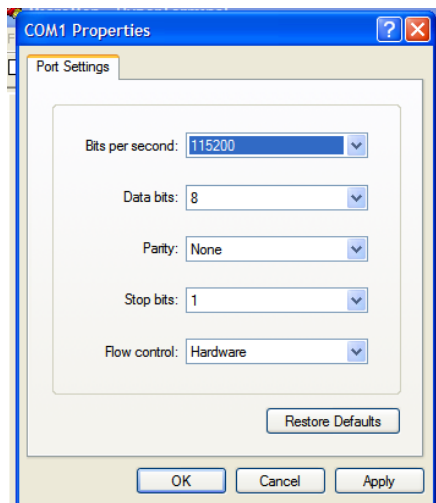 COM1 Properties
Port Settings
Bits per second: 115200
Data bits: 8
Parity: None
Stop bits: 1
Flow control: Hardware
Restore Defaults
OK Cancel Apply